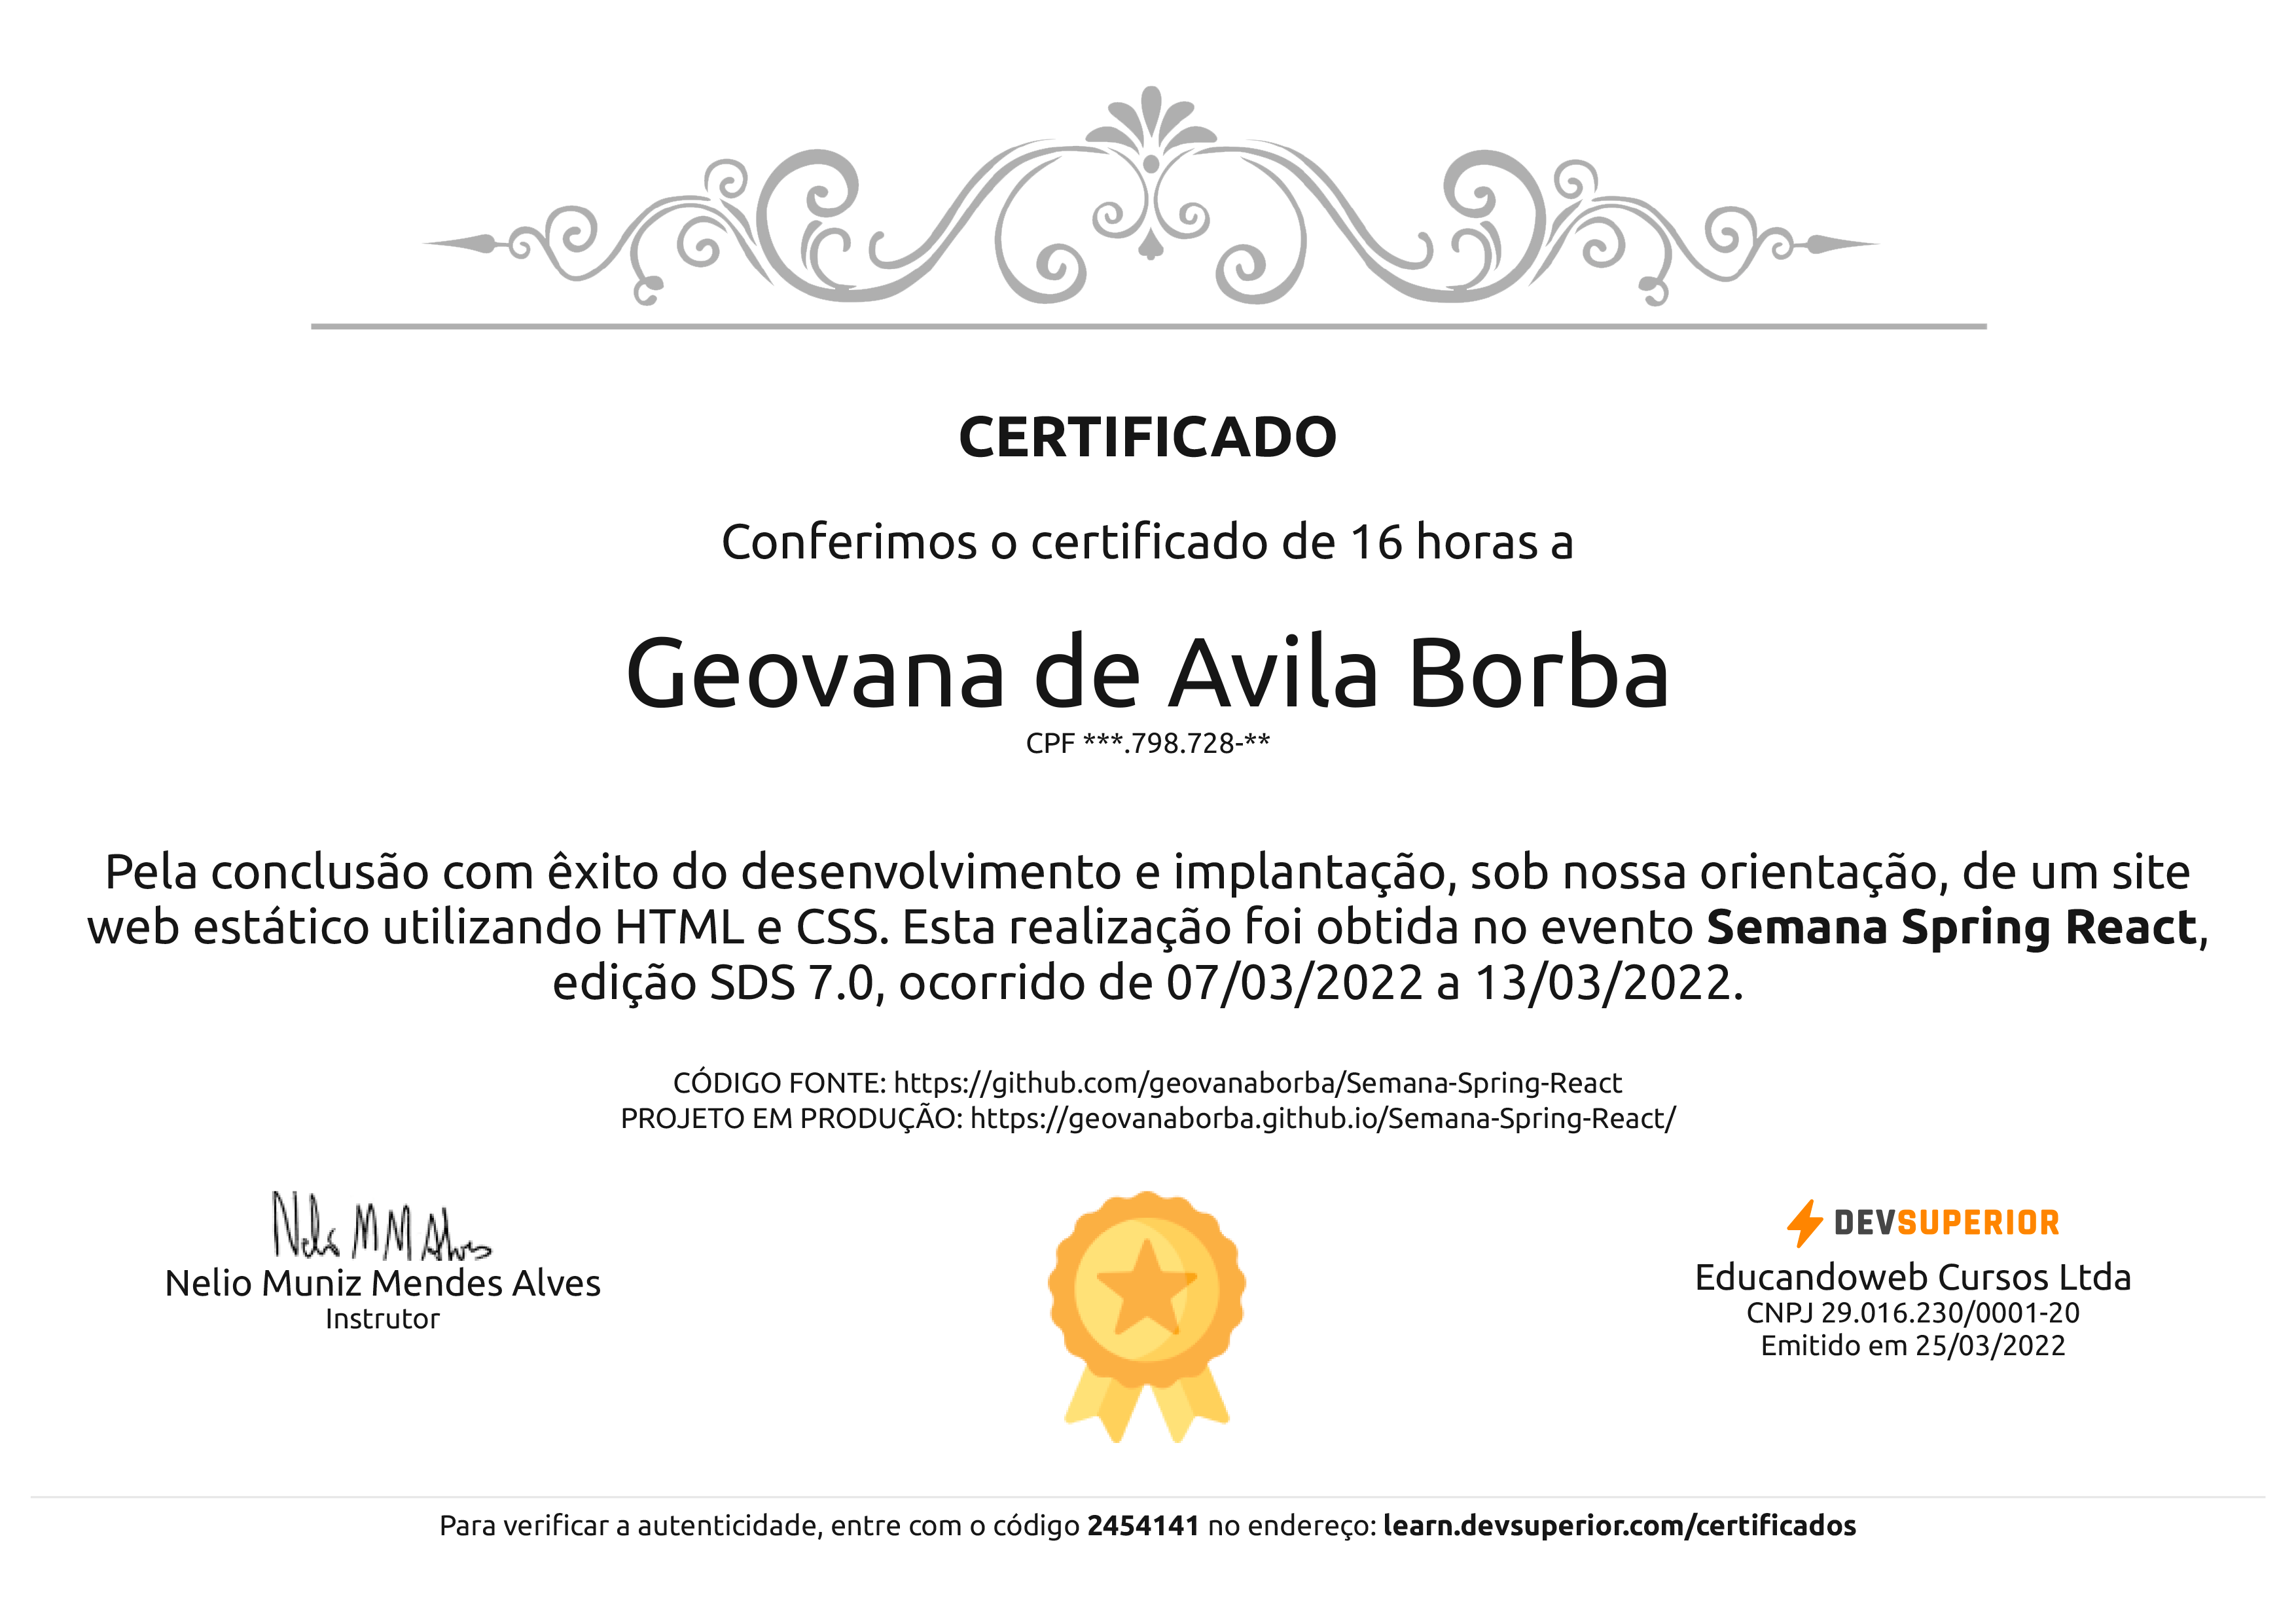 CERTIFICADO
Conferimos o certificado de 16 horas a
Geovana de Avila Borba
CPF ***.798.728-**
Pela conclusão com êxito do desenvolvimento e implantação, sob nossa orientação, de um site
web estático utilizando HTML e CSS. Esta realização foi obtida no evento Semana Spring React,
edição SDS 7.0, ocorrido de 07/03/2022 a 13/03/2022.
CÓDIGO FONTE: https://github.com/geovanaborba/Semana-Spring-React
PROJETO EM PRODUÇÃO: https://geovanaborba.github.io/Semana-Spring-React/
Nelio M M Alves
Nelio Muniz Mendes Alves
Instrutor
DEVSUPERIOR
Educandoweb Cursos Ltda
CNPJ 29.016.230/0001-20
Emitido em 25/03/2022
Para verificar a autenticidade, entre com o código 2454141 no endereço: learn.devsuperior.com/certificados